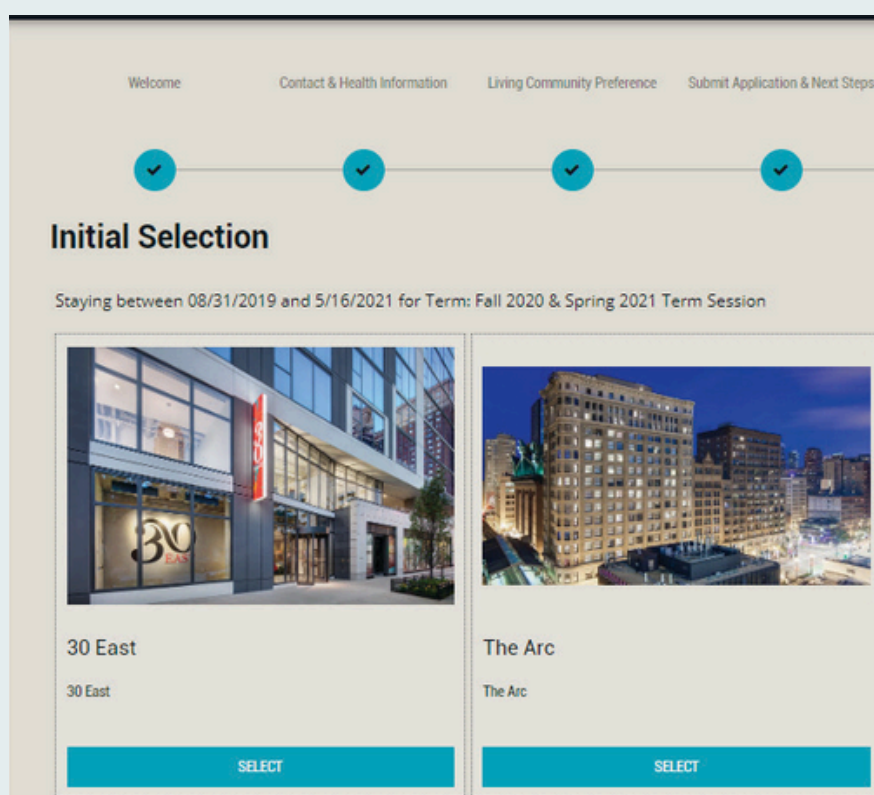 Welcome
Contact & Health Information
Living Community Preference
Submit Application & Next Steps
Initial Selection
Staying between 08/31/2019 and 5/16/2021 for Term: Fall 2020 & Spring 2021 Term Session
30
EAST
30 East
30 East
SELECT
The Arc
The Arc
SELECT